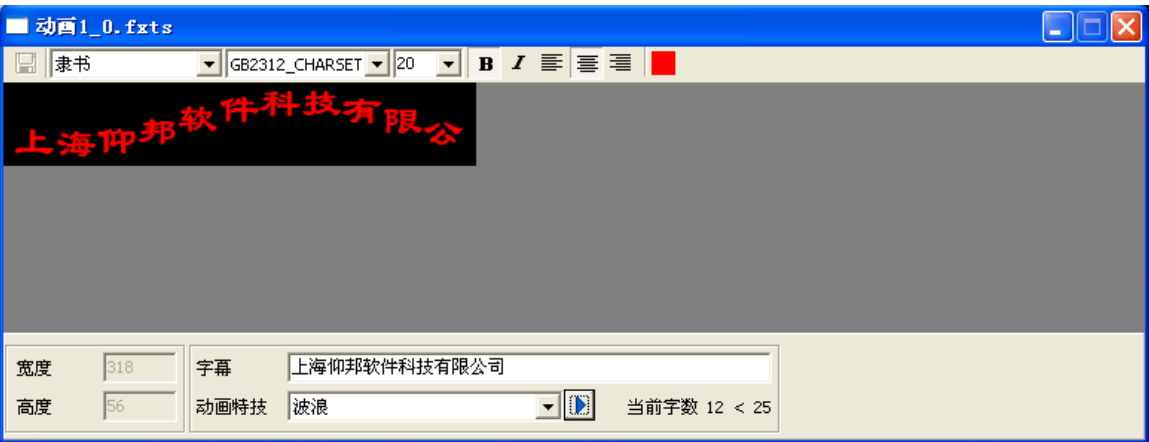 动画1_0.fxts
隶书 GB2312_CHARSET 20 B I
上海仰邦软件科技有限公
宽度 318 字幕 上海仰邦软件科技有限公司
高度 56 动画特技 波浪 当前字数 12 < 25